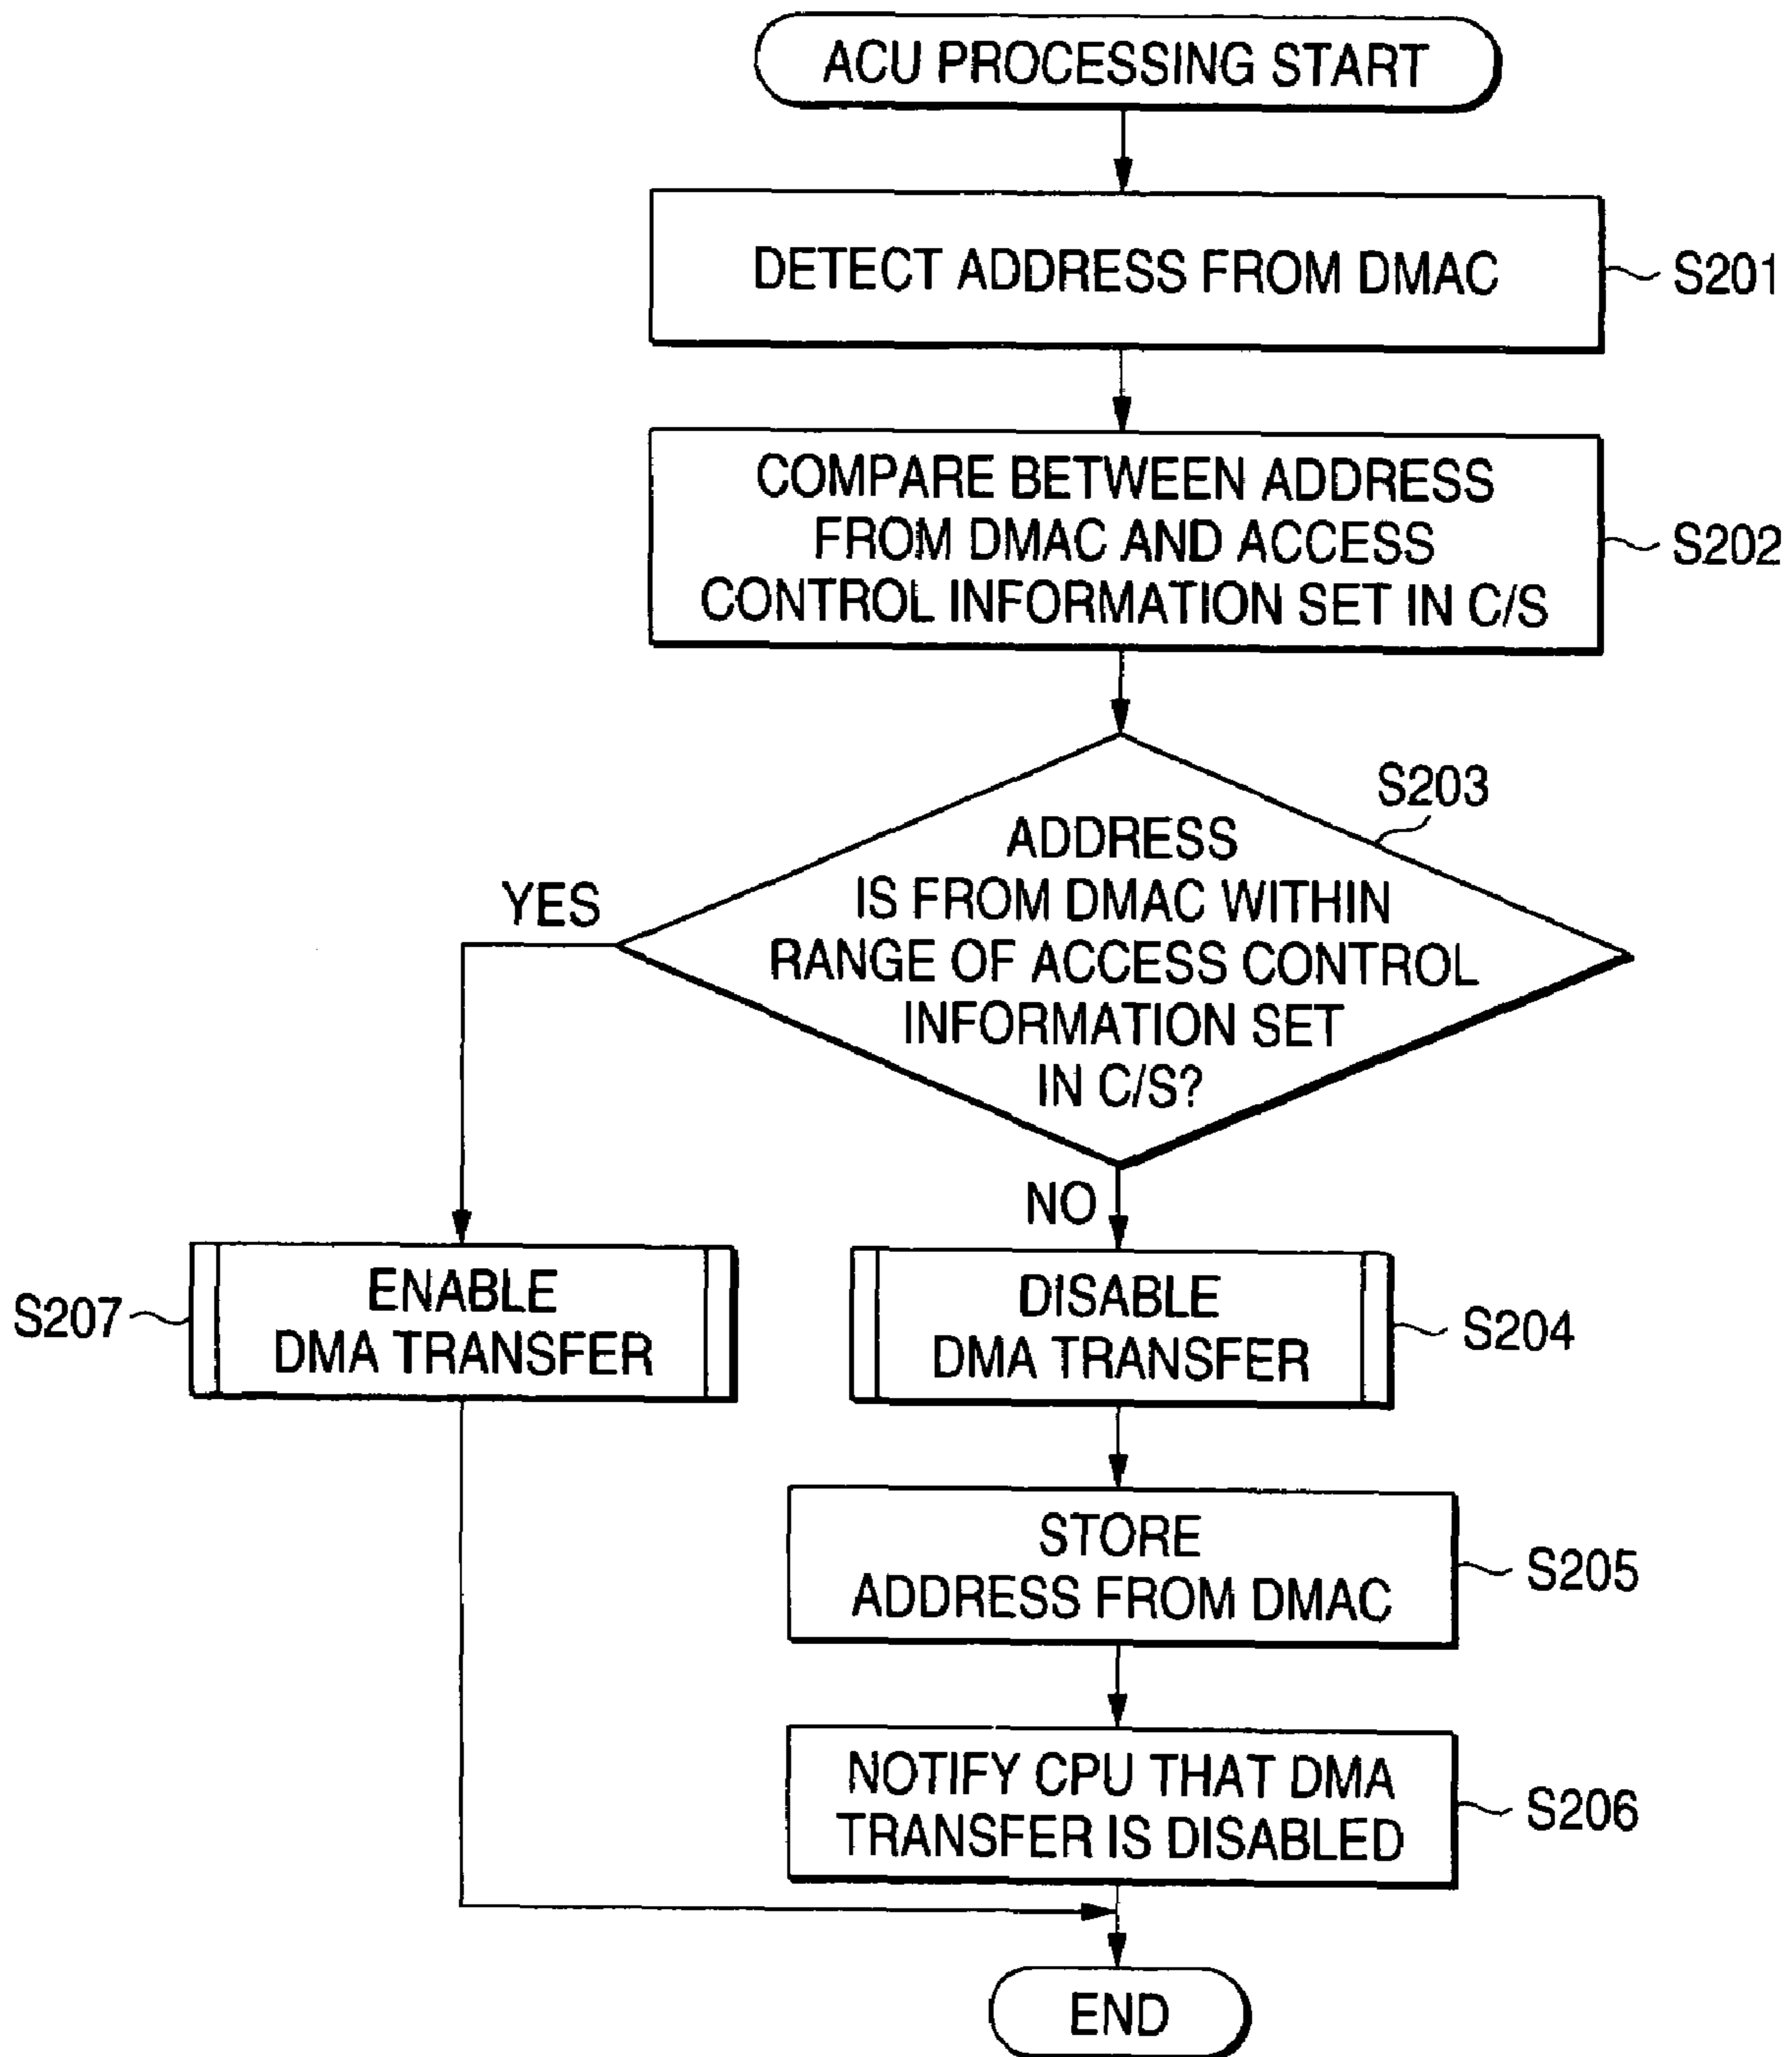 ACU PROCESSING START
DETECT ADDRESS FROM DMAC
S201
COMPARE BETWEEN ADDRESS
FROM DMAC AND ACCESS
CONTROL INFORMATION SET IN C/S
S202
S203
ADDRESS
IS FROM DMAC WITHIN
RANGE OF ACCESS CONTROL
INFORMATION SET
IN C/S?
YES
NO
S207
ENABLE
DMA TRANSFER
DISABLE
DMA TRANSFER
S204
STORE
ADDRESS FROM DMAC
S205
NOTIFY CPU THAT DMA
TRANSFER IS DISABLED
S206
END